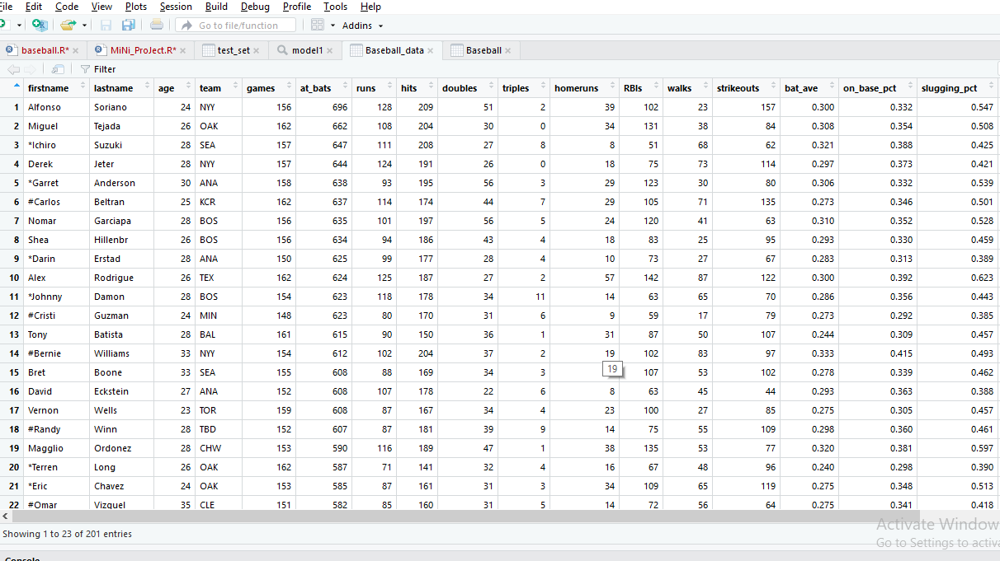 File Edit Code View Plots Session Build Debug Profile Tools Help
Go to file/function Addins
baseball.R* MiNi_ProJect.R* test_set model1 Baseball_data Baseball
Filter
firstname lastname age team games at_bats runs hits doubles triples homeruns RBIs walks strikeouts bat_ave on_base_pct slugging_pct
1 Alfonso Soriano 24 NYY 156 696 128 209 51 2 39 102 23 157 0.300 0.332 0.547
2 Miguel Tejada 26 OAK 162 662 108 204 30 0 34 131 38 84 0.308 0.354 0.508
3 *Ichiro Suzuki 28 SEA 157 647 111 208 27 8 8 51 68 62 0.321 0.388 0.425
4 Derek Jeter 28 NYY 157 644 124 191 26 0 18 75 73 114 0.297 0.373 0.421
5 *Garret Anderson 30 ANA 158 638 93 195 56 3 29 123 30 80 0.306 0.332 0.539
6 #Carlos Beltran 25 KCR 162 637 114 174 44 7 29 105 71 135 0.273 0.346 0.501
7 Nomar Garciapa 28 BOS 156 635 101 197 56 5 24 120 41 63 0.310 0.352 0.528
8 Shea Hillenbr 26 BOS 156 634 94 186 43 4 18 83 25 95 0.293 0.330 0.459
9 *Darin Erstad 28 ANA 150 625 99 177 28 4 10 73 27 67 0.283 0.313 0.389
10 Alex Rodrigue 26 TEX 162 624 125 187 27 2 57 142 87 122 0.300 0.392 0.623
11 *Johnny Damon 28 BOS 154 623 118 178 34 11 14 63 65 70 0.286 0.356 0.443
12 #Cristi Guzman 24 MIN 148 623 80 170 31 6 9 59 17 79 0.273 0.292 0.385
13 Tony Batista 28 BAL 161 615 90 150 36 1 31 87 50 107 0.244 0.309 0.457
14 #Bernie Williams 33 NYY 154 612 102 204 37 2 19 102 83 97 0.333 0.415 0.493
15 Bret Boone 33 SEA 155 608 88 169 34 3 19 107 53 102 0.278 0.339 0.462
16 David Eckstein 27 ANA 152 608 107 178 22 6 8 63 45 44 0.293 0.363 0.388
17 Vernon Wells 23 TOR 159 608 87 167 34 4 23 100 27 85 0.275 0.305 0.457
18 #Randy Winn 28 TBD 152 607 87 181 39 9 14 75 55 109 0.298 0.360 0.461
19 Magglio Ordonez 28 CHW 153 590 116 189 47 1 38 135 53 77 0.320 0.381 0.597
20 *Terren Long 26 OAK 162 587 71 141 32 4 16 67 48 96 0.240 0.298 0.390
21 *Eric Chavez 24 OAK 153 585 87 161 31 3 34 109 65 119 0.275 0.348 0.513
22 #Omar Vizquel 35 CLE 151 582 85 160 31 5 14 72 56 64 0.275 0.341 0.418
Activate Window
Showing 1 to 23 of 201 entries
Go to Settings to activa
Console